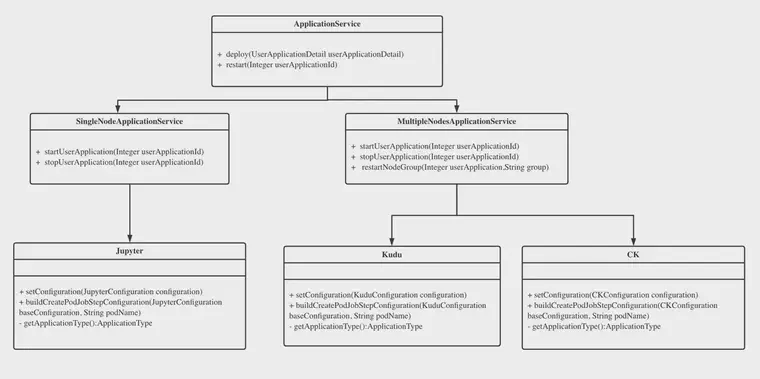 ApplicationService
+ deploy(UserApplicationDetail userApplicationDetail)
+ restart(Integer userApplicationId)
SingleNodeApplicationService
+ startUserApplication(Integer userApplicationId)
+ stopUserApplication(Integer userApplicationId)
MultipleNodesApplicationService
+ startUserApplication(Integer userApplicationId)
+ stopUserApplication(Integer userApplicationId)
+ restartNodeGroup(Integer userApplication,String group)
Jupyter
+ setConfiguration(JupyterConfiguration configuration)
+ buildCreatePodJobStepConfiguration(JupyterConfiguration
baseConfiguration, String podName)
- getApplicationType():ApplicationType
Kudu
+ setConfiguration(KuduConfiguration configuration)
+ buildCreatePodJobStepConfiguration(KuduConfiguration
baseConfiguration, String podName)
- getApplicationType():ApplicationType
CK
+ setConfiguration(CKConfiguration configuration)
+ buildCreatePodJobStepConfiguration(CKConfiguration
baseConfiguration, String podName)
- getApplicationType():ApplicationType